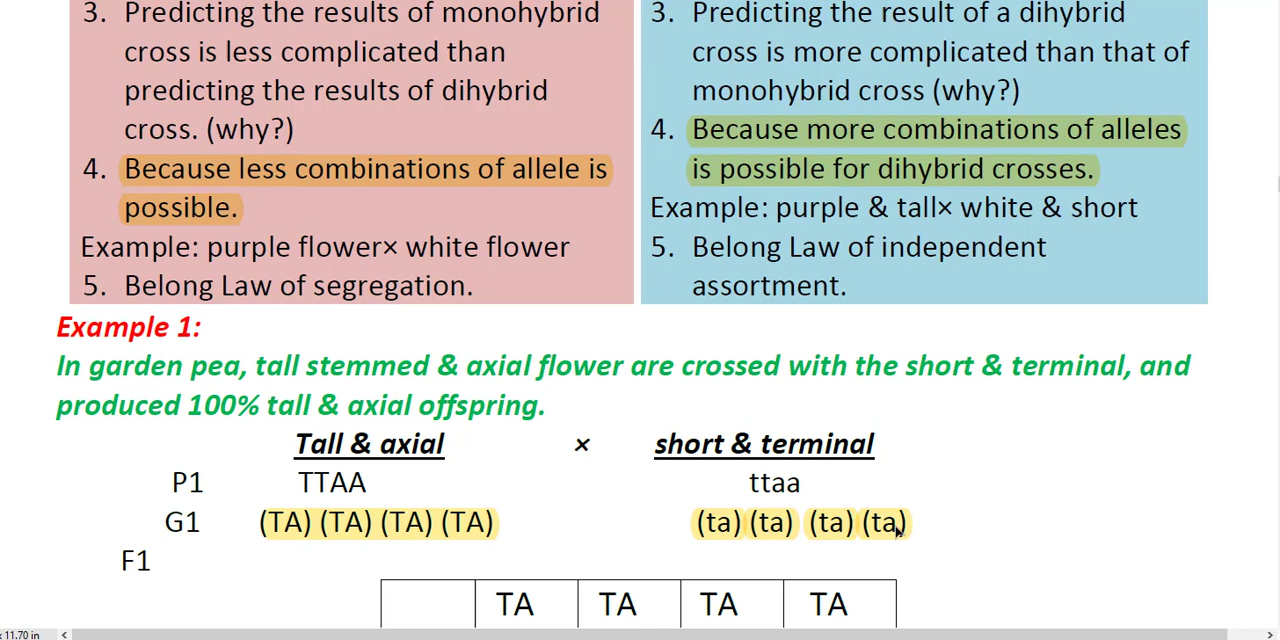 3. Predicting the results of monohybrid
cross is less complicated than
predicting the results of dihybrid
cross. (why?)
4. Because less combinations of allele is
possible.
Example: purple flower× white flower
5. Belong Law of segregation.
3. Predicting the result of a dihybrid
cross is more complicated than that of
monohybrid cross (why?)
4. Because more combinations of alleles
is possible for dihybrid crosses.
Example: purple & tall× white & short
5. Belong Law of independent
assortment.
Example 1:
In garden pea, tall stemmed & axial flower are crossed with the short & terminal, and
produced 100% tall & axial offspring.
Tall & axial × short & terminal
P1 TTAA ttaa
G1 (TA) (TA) (TA) (TA) (ta) (ta) (ta) (ta)
F1
TA TA TA TA
x 11.70 in